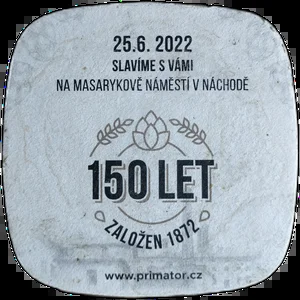 25.6. 2022
SLAVÍME S VÁMI
NA MASARYKOVĚ NÁMĚSTÍ V NÁCHODĚ
150 LET
ZALOŽEN 1872
www.primator.cz